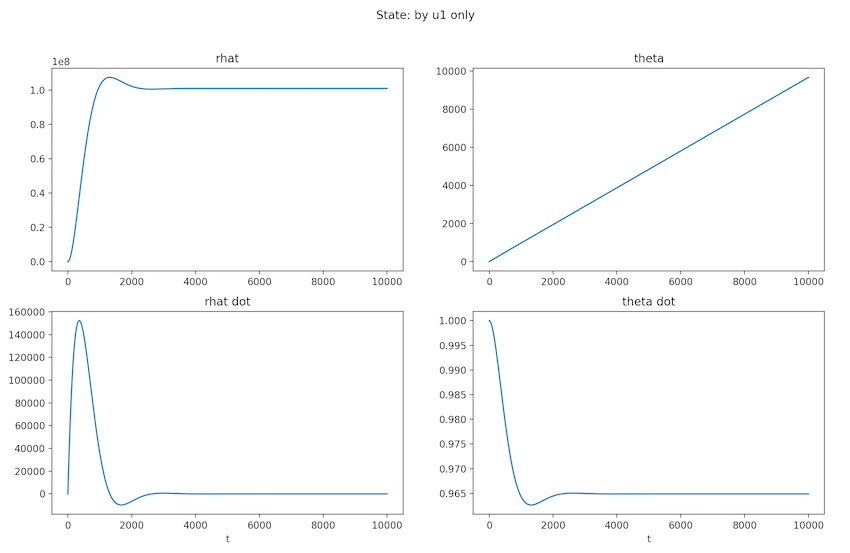 State: by u1 only
rhat
1e8
1.0
0.8
0.6
0.4
0.2
0.0
0 2000 4000 6000 8000 10000
theta
10000
8000
6000
4000
2000
0
0 2000 4000 6000 8000 10000
rhat dot
160000
140000
120000
100000
80000
60000
40000
20000
0
0 2000 4000 6000 8000 10000
t
theta dot
1.000
0.995
0.990
0.985
0.980
0.975
0.970
0.965
0 2000 4000 6000 8000 10000
t